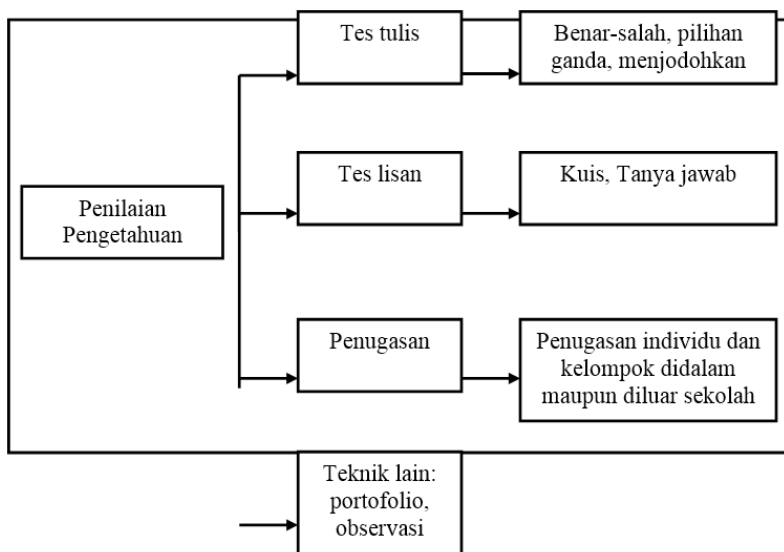 Tes tulis
Benar-salah, pilihan
ganda, menjodohkan
Penilaian
Pengetahuan
Tes lisan
Kuis, Tanya jawab
Penugasan
Penugasan individu dan
kelompok didalam
maupun diluar sekolah
Teknik lain:
portofolio,
observasi